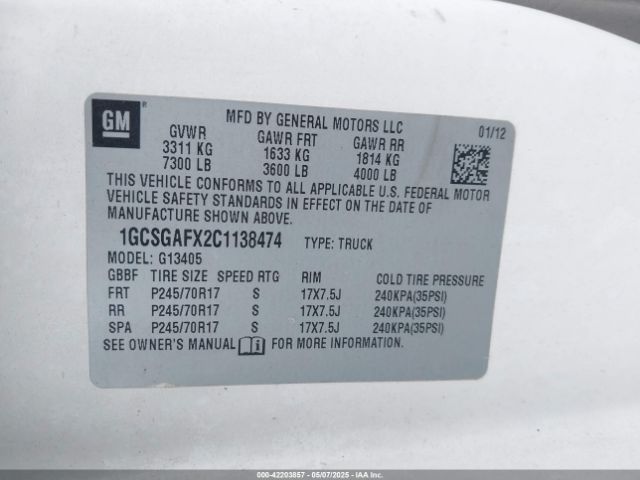 GM ®
MFD BY GENERAL MOTORS LLC 01/12
GVWR GAWR FRT GAWR RR
3311 KG 1633 KG 1814 KG
7300 LB 3600 LB 4000 LB
THIS VEHICLE CONFORMS TO ALL APPLICABLE U.S. FEDERAL MOTOR
VEHICLE SAFETY STANDARDS IN EFFECT ON THE DATE OF
MANUFACTURE SHOWN ABOVE.
1GCSGAFX2C1138474 TYPE: TRUCK
MODEL: G13405
GBBF TIRE SIZE SPEED RTG RIM COLD TIRE PRESSURE
FRT P245/70R17 S 17X7.5J 240KPA(35PSI)
RR P245/70R17 S 17X7.5J 240KPA(35PSI)
SPA P245/70R17 S 17X7.5J 240KPA(35PSI)
SEE OWNER'S MANUAL FOR MORE INFORMATION.
000-42203857 - 05/07/2025 - IAAI.com